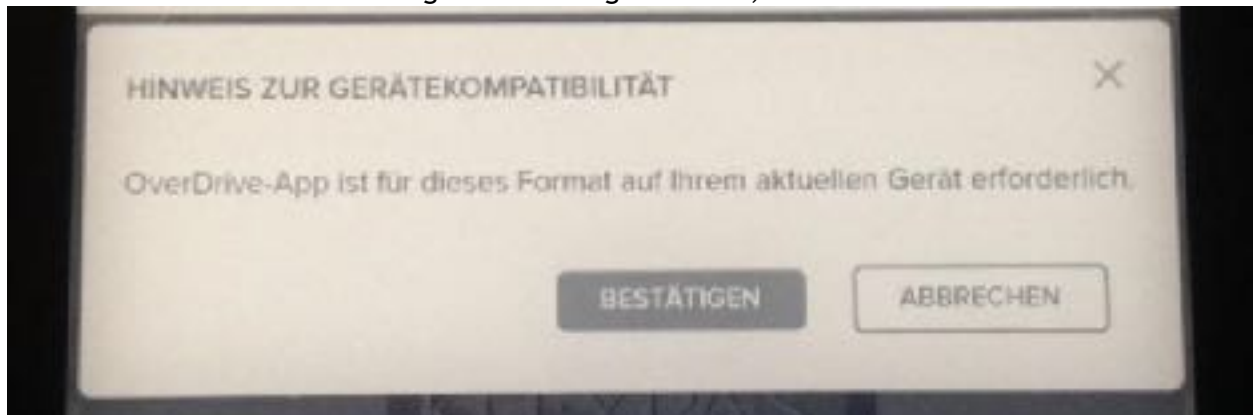 HINWEIS ZUR GERÄTEKOMPATIBILITÄT
OverDrive-App ist für dieses Format auf Ihrem aktuellen Gerät erforderlich.
BESTÄTIGEN
ABBRECHEN